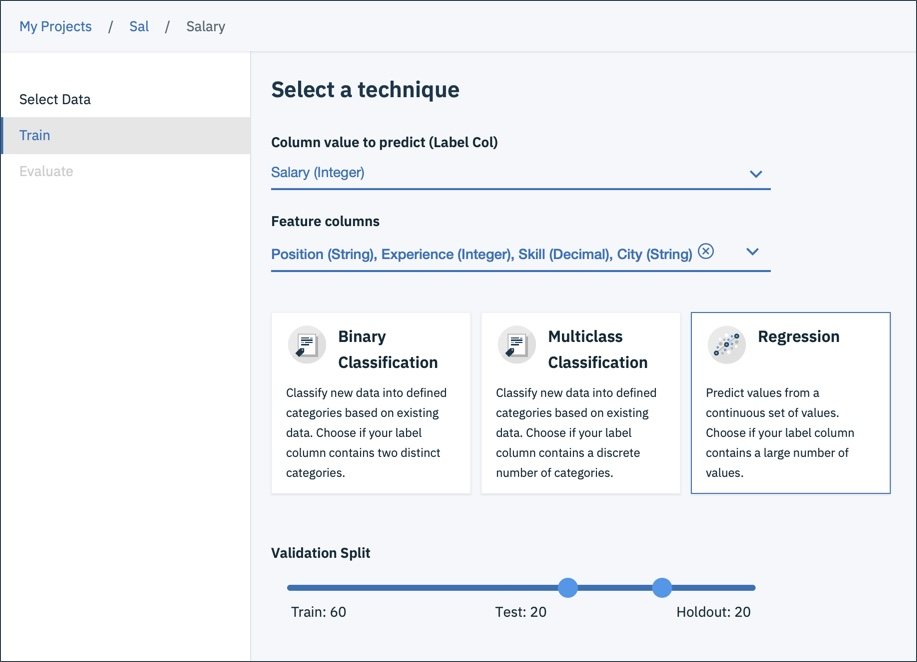 My Projects / Sal / Salary
Select Data
Train
Evaluate
Select a technique
Column value to predict (Label Col)
Salary (Integer)
Feature columns
Position (String), Experience (Integer), Skill (Decimal), City (String)
Binary
Classification
Classify new data into defined
categories based on existing
data. Choose if your label
column contains two distinct
categories.
Multiclass
Classification
Classify new data into defined
categories based on existing
data. Choose if your label
column contains a discrete
number of categories.
Regression
Predict values from a
continuous set of values.
Choose if your label column
contains a large number of
values.
Validation Split
Train: 60
Test: 20
Holdout: 20